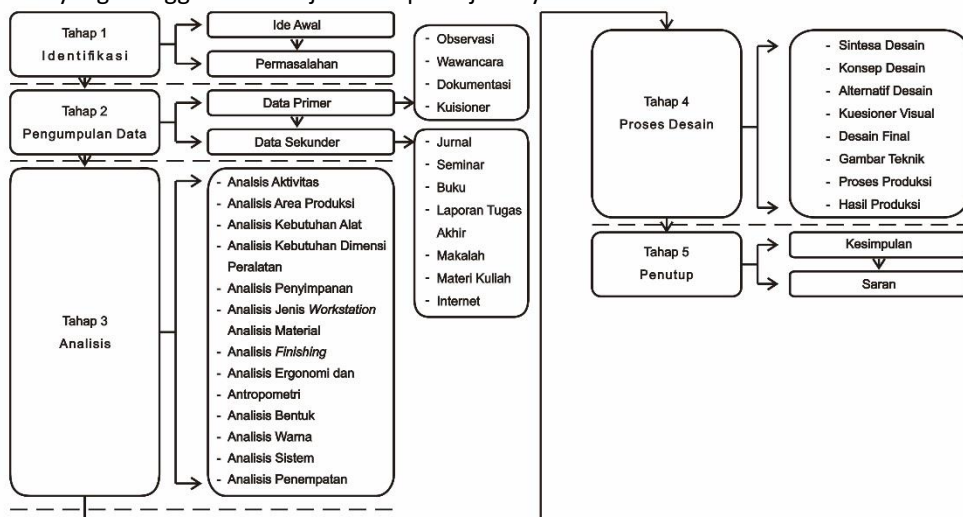 Tahap 1
Identifikasi
Ide Awal
Permasalahan
Tahap 2
Pengumpulan Data
Data Primer
Data Sekunder
- Observasi
- Wawancara
- Dokumentasi
- Kuisioner
- Jurnal
- Seminar
- Buku
- Laporan Tugas
Akhir
- Makalah
- Materi Kuliah
- Internet
Tahap 3
Analisis
- Analsis Aktivitas
- Analisis Area Produksi
- Analisis Kebutuhan Alat
- Analisis Kebutuhan Dimensi
Peralatan
- Analisis Penyimpanan
- Analisis Jenis Workstation
Analisis Material
- Analisis Finishing
- Analisis Ergonomi dan
- Antropometri
- Analisis Bentuk
- Analisis Warna
- Analisis Sistem
- Analisis Penempatan
Tahap 4
Proses Desain
- Sintesa Desain
- Konsep Desain
- Alternatif Desain
- Kuesioner Visual
- Desain Final
- Gambar Teknik
- Proses Produksi
- Hasil Produksi
Tahap 5
Penutup
Kesimpulan
Saran